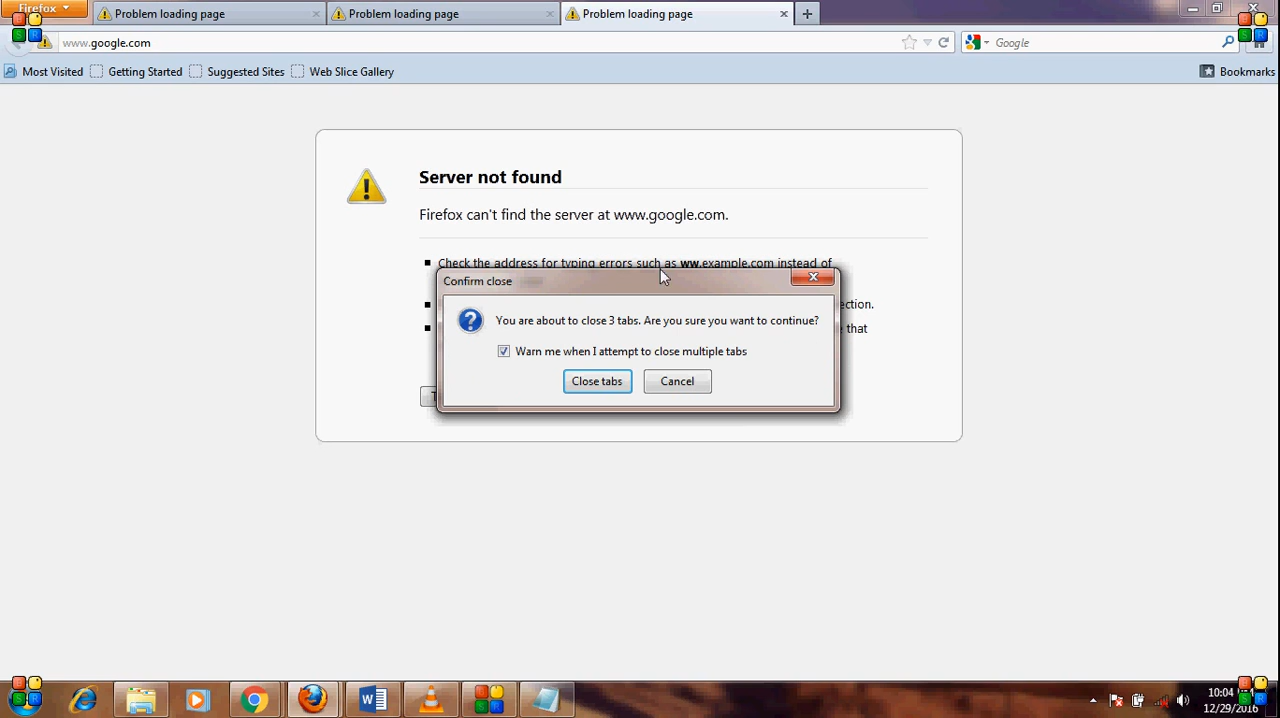 Firefox
Problem loading page
Problem loading page
Problem loading page
www.google.com
Google
Most Visited
Getting Started
Suggested Sites
Web Slice Gallery
Bookmarks
Server not found
Firefox can't find the server at www.google.com.
Check the address for typing errors such as ww.example.com instead of
Confirm close
ection.
You are about to close 3 tabs. Are you sure you want to continue?
that
Warn me when I attempt to close multiple tabs
Close tabs
Cancel
10:04
12/29/2016